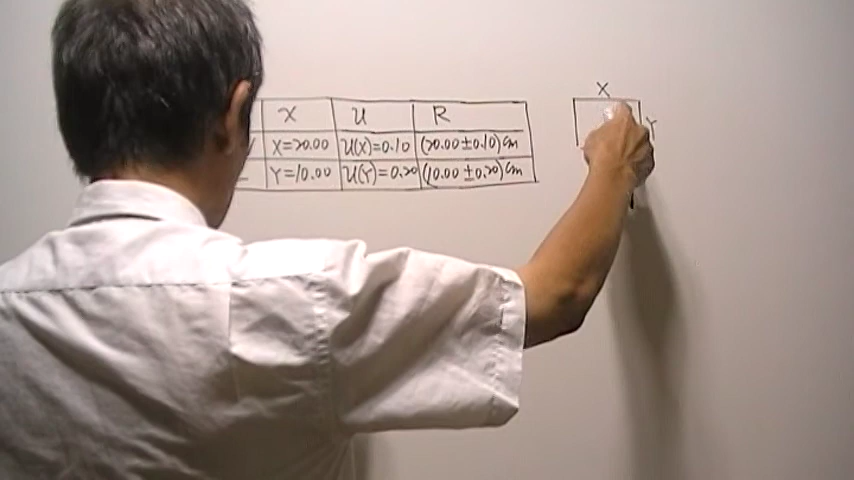 X
x U R
X=20.00 U(X)=0.10 (20.00±0.10)cm
Y=10.00 U(Y)=0.20 (10.00±0.20)cm
Y